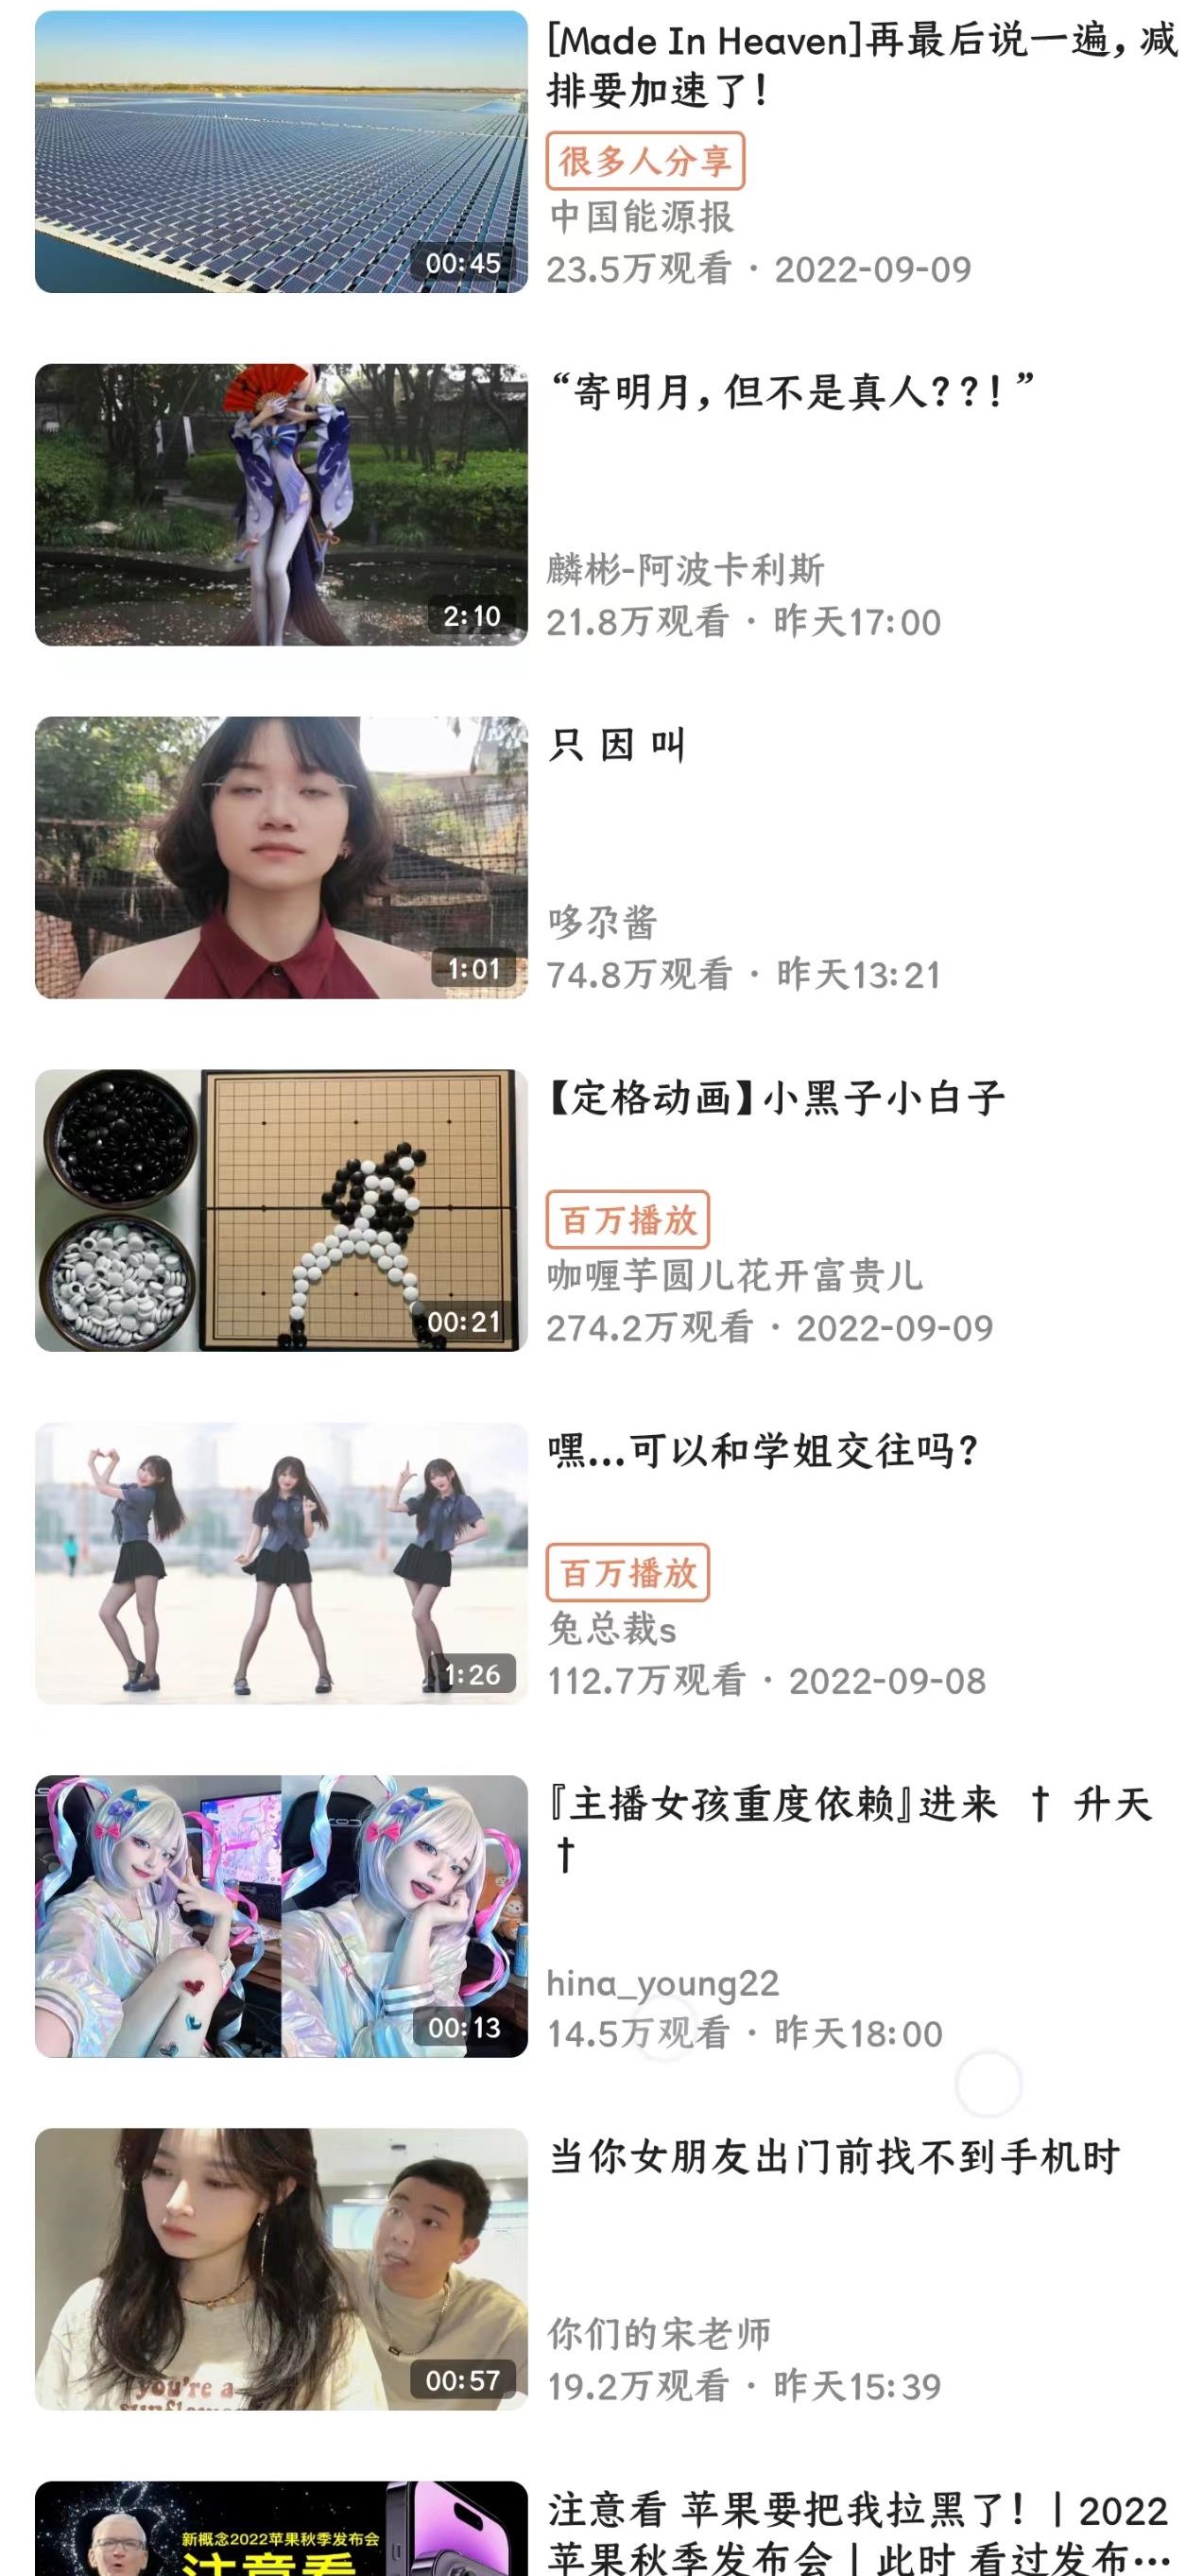 [Made In Heaven]再最后说一遍，减
排要加速了！
很多人分享
中国能源报
00:45
23.5万观看 · 2022-09-09
“寄明月，但不是真人？？！”
麟彬-阿波卡利斯
2:10
21.8万观看 · 昨天17:00
只 因 叫
哆尕酱
1:01
74.8万观看 · 昨天13:21
【定格动画】小黑子小白子
百万播放
咖喱芋圆儿花开富贵儿
00:21
274.2万观看 · 2022-09-09
嘿...可以和学姐交往吗？
百万播放
兔总裁s
1:26
112.7万观看 · 2022-09-08
『主播女孩重度依赖』进来 † 升天
†
hina_young22
00:13
14.5万观看 · 昨天18:00
当你女朋友出门前找不到手机时
you're a
你们的宋老师
00:57
19.2万观看 · 昨天15:39
新概念2022苹果秋季发布会
注意看
注意看 苹果要把我拉黑了！| 2022
苹果秋季发布会 | 此时 看过发布…